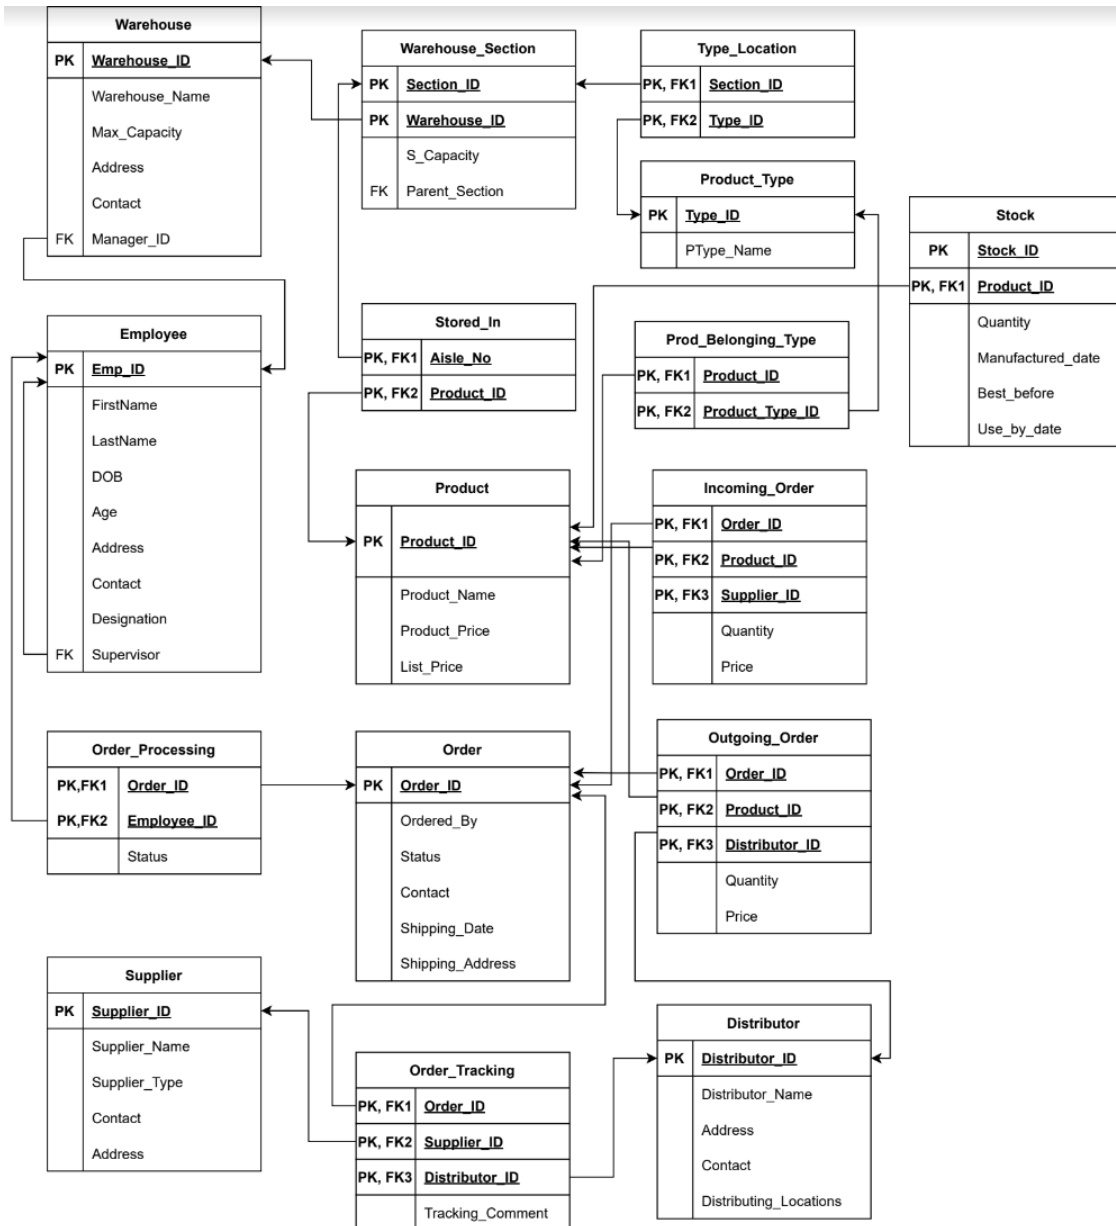 Warehouse
PK Warehouse_ID
Warehouse_Name
Max_Capacity
Address
Contact
FK Manager_ID
Warehouse_Section
PK Section_ID
PK Warehouse_ID
S_Capacity
FK Parent_Section
Type_Location
PK, FK1 Section_ID
PK, FK2 Type_ID
Product_Type
PK Type_ID
PType_Name
Stock
PK Stock_ID
PK, FK1 Product_ID
Quantity
Manufactured_date
Best_before
Use_by_date
Employee
PK Emp_ID
FirstName
LastName
DOB
Age
Address
Contact
Designation
FK Supervisor
Stored_In
PK, FK1 Aisle_No
PK, FK2 Product_ID
Prod_Belonging_Type
PK, FK1 Product_ID
PK, FK2 Product_Type_ID
Product
PK Product_ID
Product_Name
Product_Price
List_Price
Incoming_Order
PK, FK1 Order_ID
PK, FK2 Product_ID
PK, FK3 Supplier_ID
Quantity
Price
Order_Processing
PK,FK1 Order_ID
PK,FK2 Employee_ID
Status
Order
PK Order_ID
Ordered_By
Status
Contact
Shipping_Date
Shipping_Address
Outgoing_Order
PK, FK1 Order_ID
PK, FK2 Product_ID
PK, FK3 Distributor_ID
Quantity
Price
Supplier
PK Supplier_ID
Supplier_Name
Supplier_Type
Contact
Address
Order_Tracking
PK, FK1 Order_ID
PK, FK2 Supplier_ID
PK, FK3 Distributor_ID
Tracking_Comment
Distributor
PK Distributor_ID
Distributor_Name
Address
Contact
Distributing_Locations